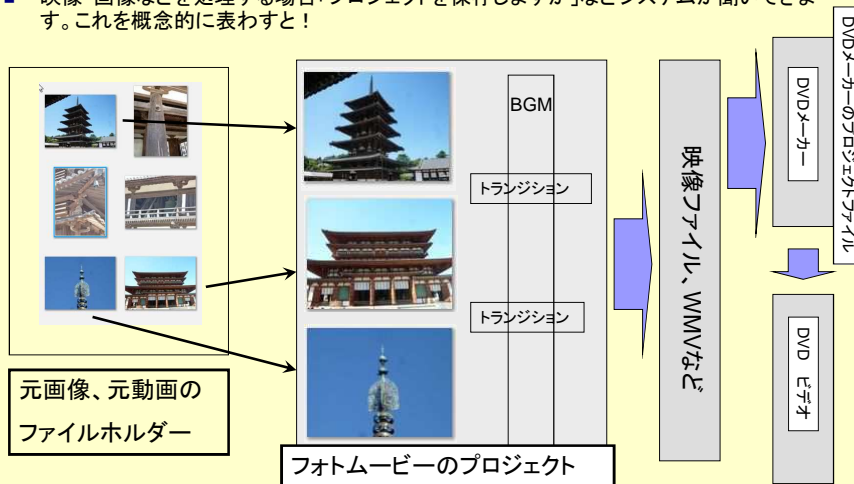 映像・画像などを処理する場合「プロジェクトを保存しますか」などシステムが聞いてきま
す。これを概念的に表わすと！
BGM
トランジション
トランジション
元画像、元動画の
ファイルホルダー
フォトムービーのプロジェクト
映像ファイル、WMVなど
DVDメーカー
DVDメーカーのプロジェクトファイル
DVD ビデオ